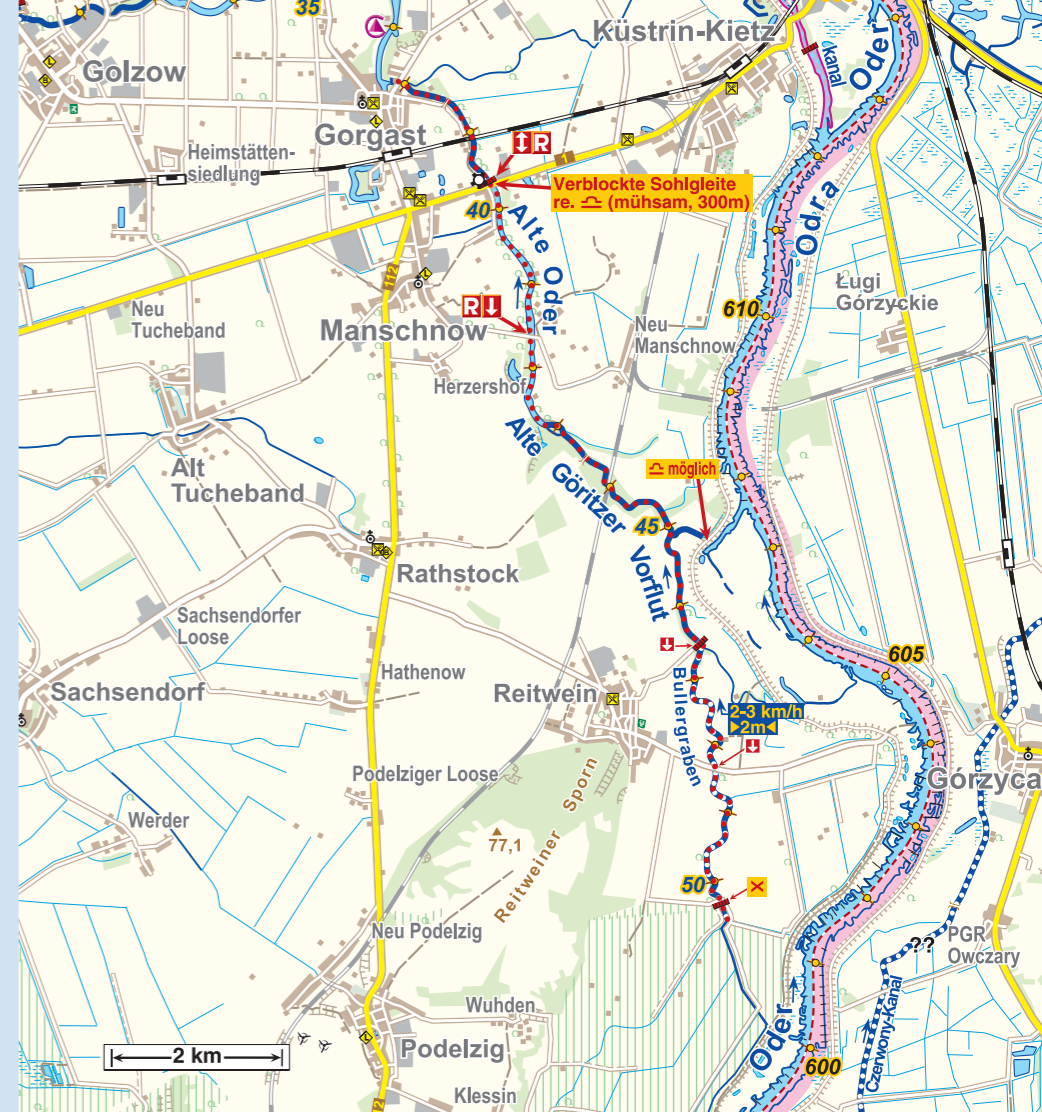 35
Küstrin-Kietz
kanal
Oder
Golzow
Gorgast
Heimstätten-
siedlung
R
1
Verblockte Sohlgleite
re. (mühsam, 300m)
40
Alte Oder
Odra
112
Neu
Tucheband
Manschnow
R
Ługi
Górzyckie
610
Neu
Manschnow
Herzershof
Alte Göritzer Vorflut
möglich
Alt
Tucheband
45
Rathstock
Sachsendorfer
Loose
605
Hathenow
Sachsendorf
Reitwein
Bullergraben
2-3 km/h
2m
Podelziger Loose
Górzyca
Werder
77,1
Reitweiner Sporn
50
Neu Podelzig
??
PGR
Owczary
Wuhden
Czerwony-Kanal
Oder
2 km
Podelzig
600
Klessin